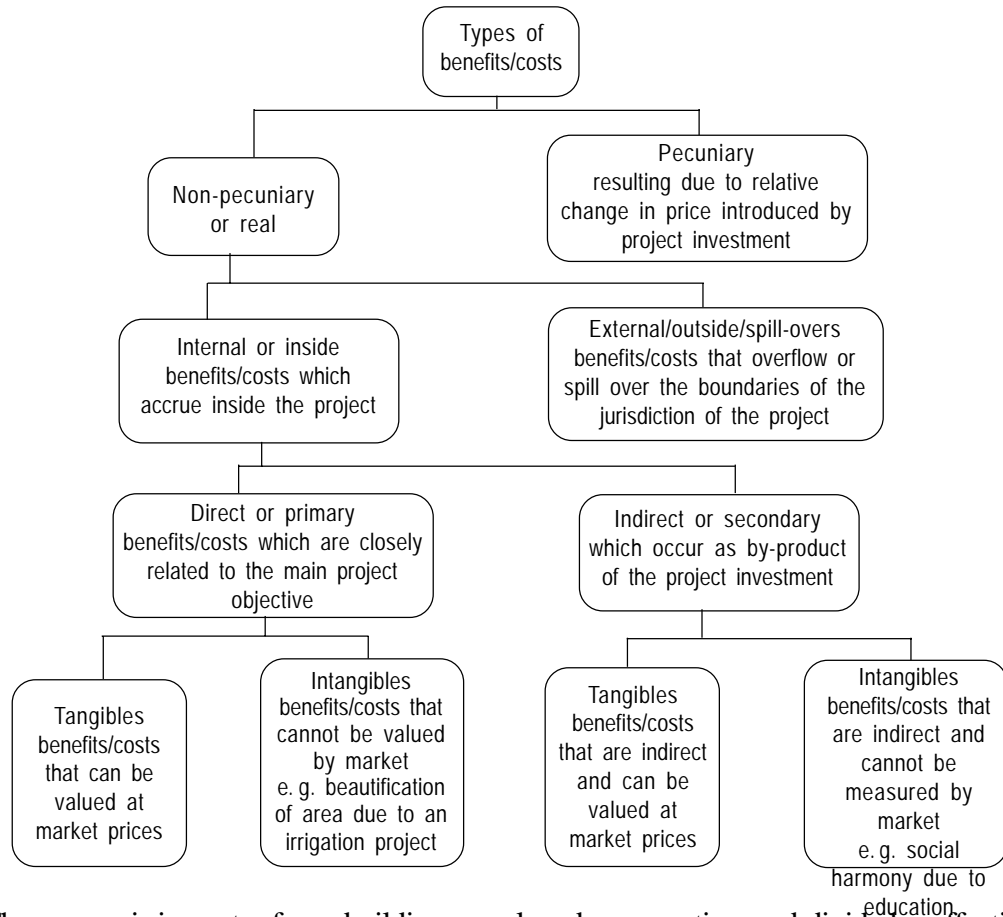 Types of
benefits/costs
Non-pecuniary
or real
Pecuniary
resulting due to relative
change in price introduced by
project investment
Internal or inside
benefits/costs which
accrue inside the project
External/outside/spill-overs
benefits/costs that overflow or
spill over the boundaries of the
jurisdiction of the project
Direct or primary
benefits/costs which are closely
related to the main project
objective
Indirect or secondary
which occur as by-product
of the project investment
Tangibles
benefits/costs
that can be
valued at
market prices
Intangibles
benefits/costs that
cannot be valued
by market
e.g. beautification
of area due to an
irrigation project
Tangibles
benefits/costs
that are indirect
and can be
valued at
market prices
Intangibles
benefits/costs that
are indirect and
cannot be
measured by
market
e.g. social
harmony due to
education